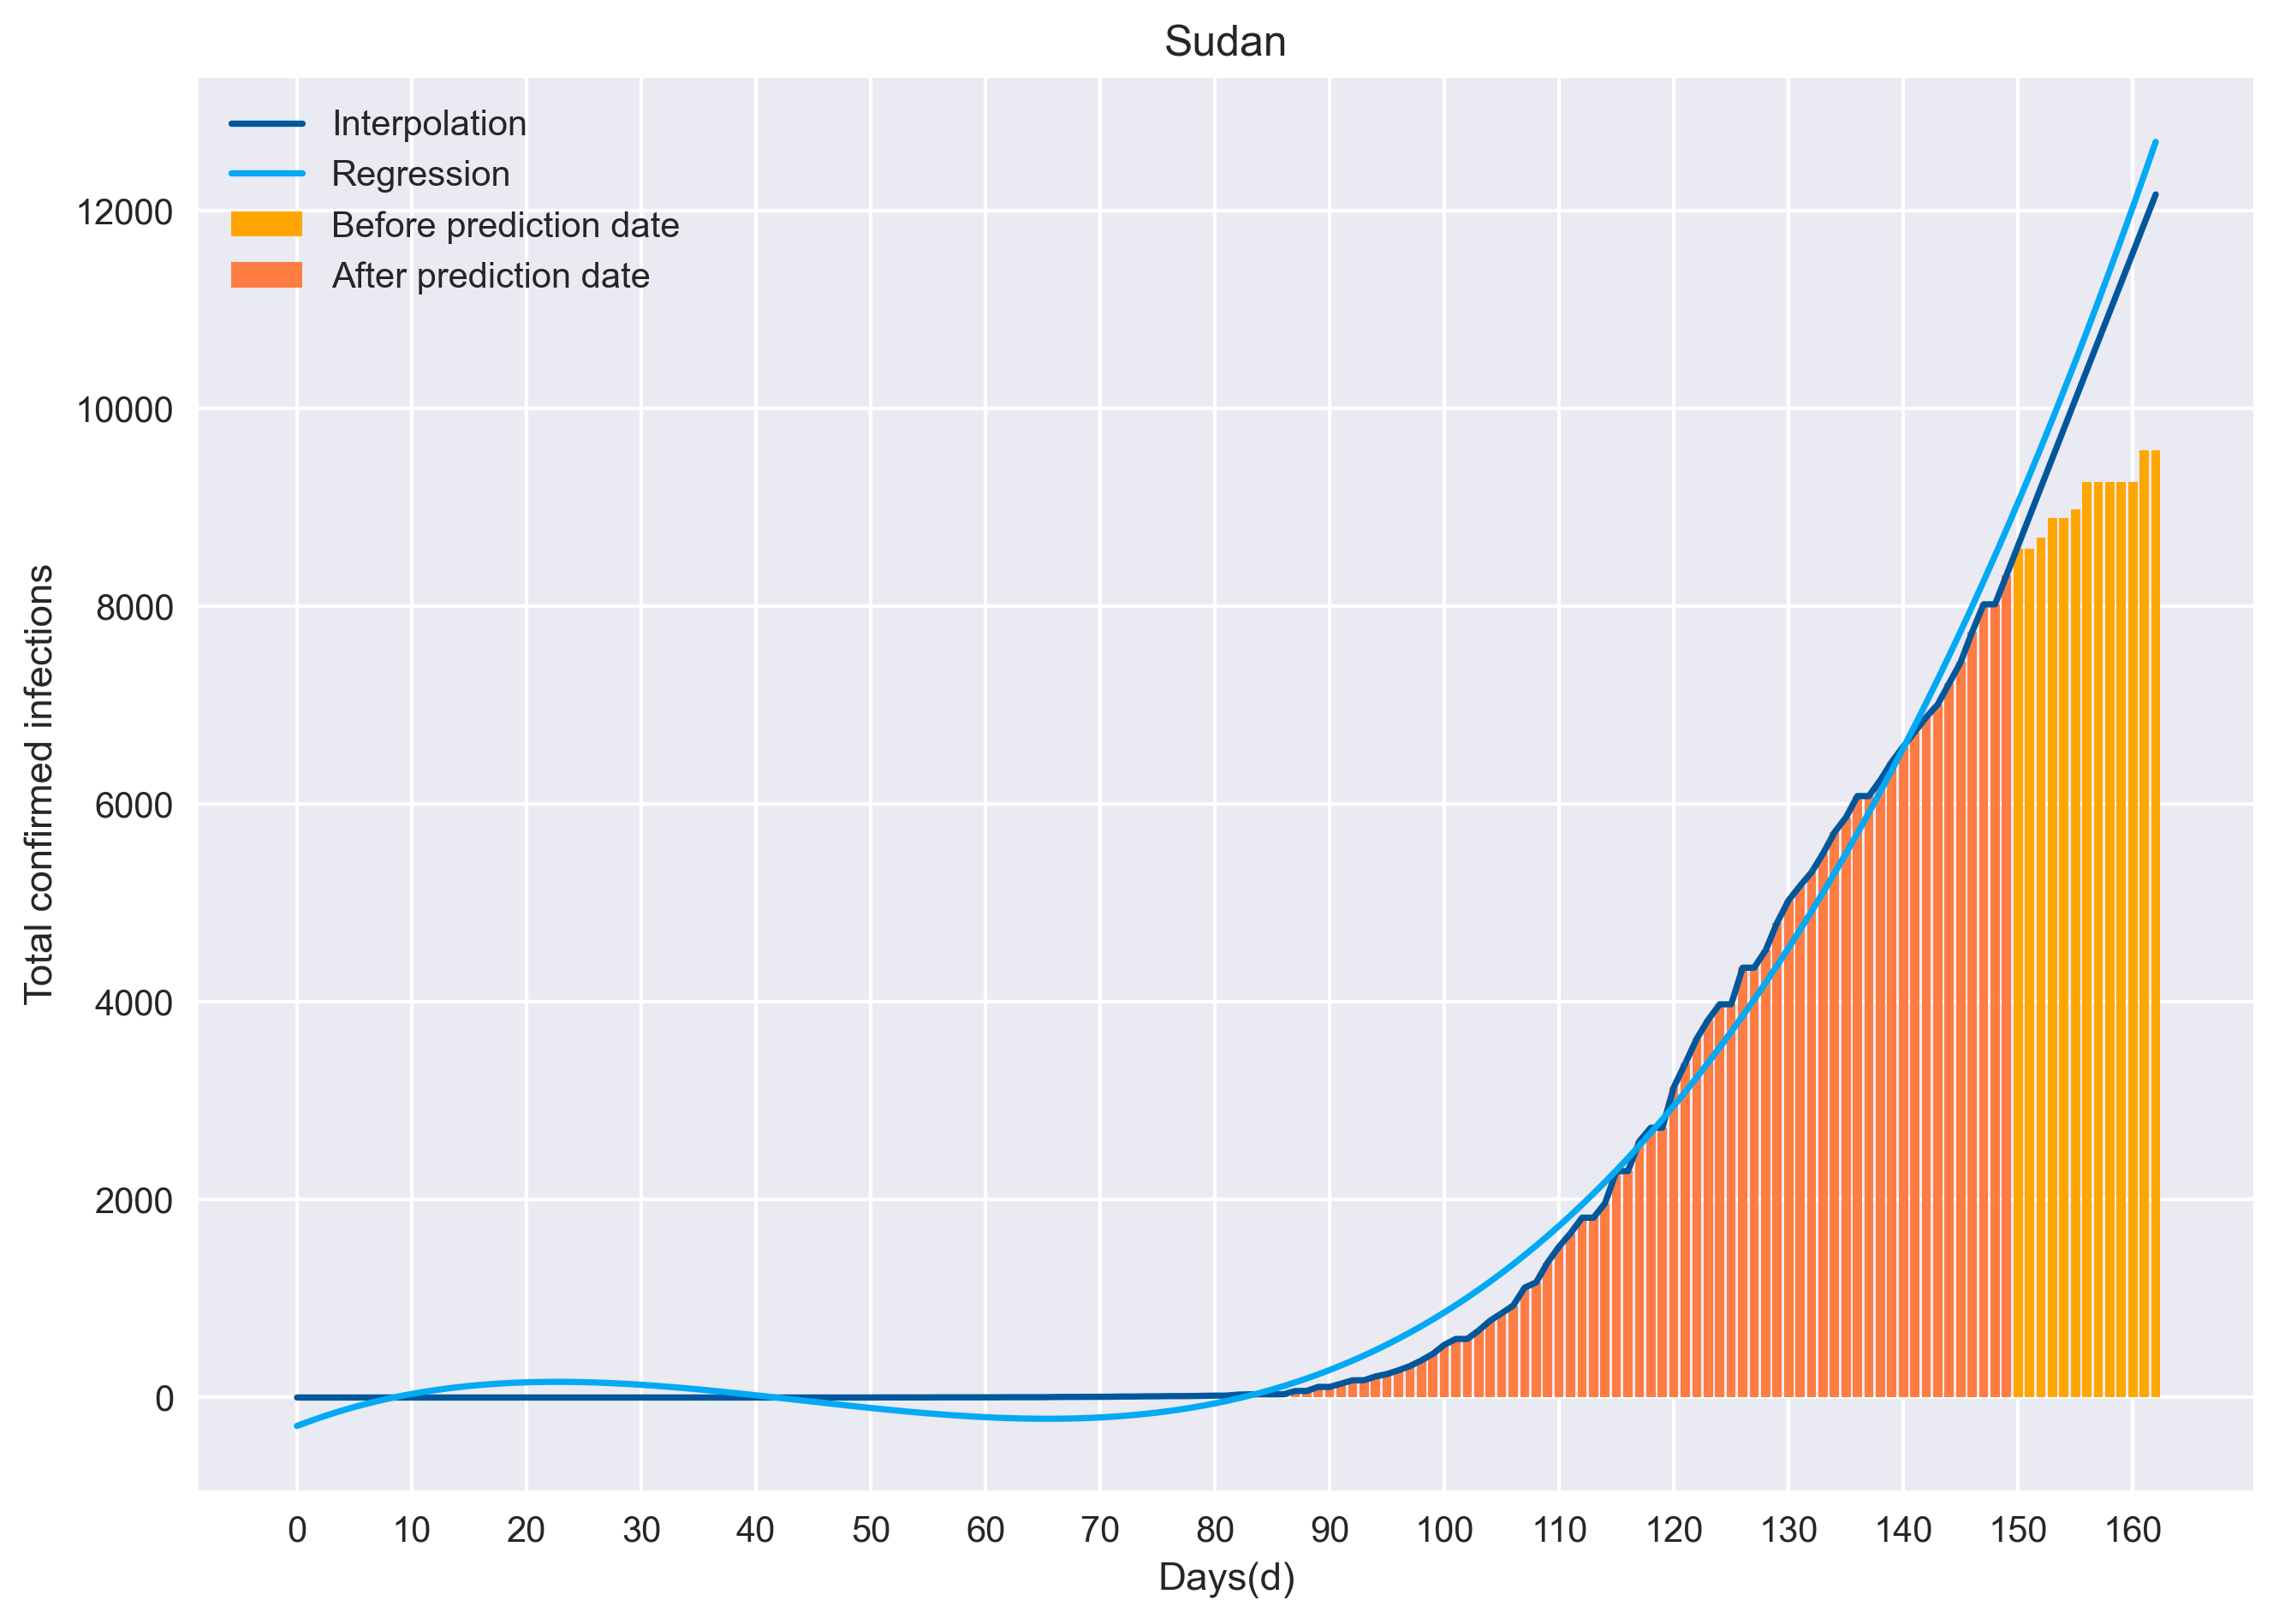 Sudan
Interpolation
Regression
Before prediction date
After prediction date
12000
10000
8000
6000
4000
2000
0
Total confirmed infections
0 10 20 30 40 50 60 70 80 90 100 110 120 130 140 150 160
Days(d)